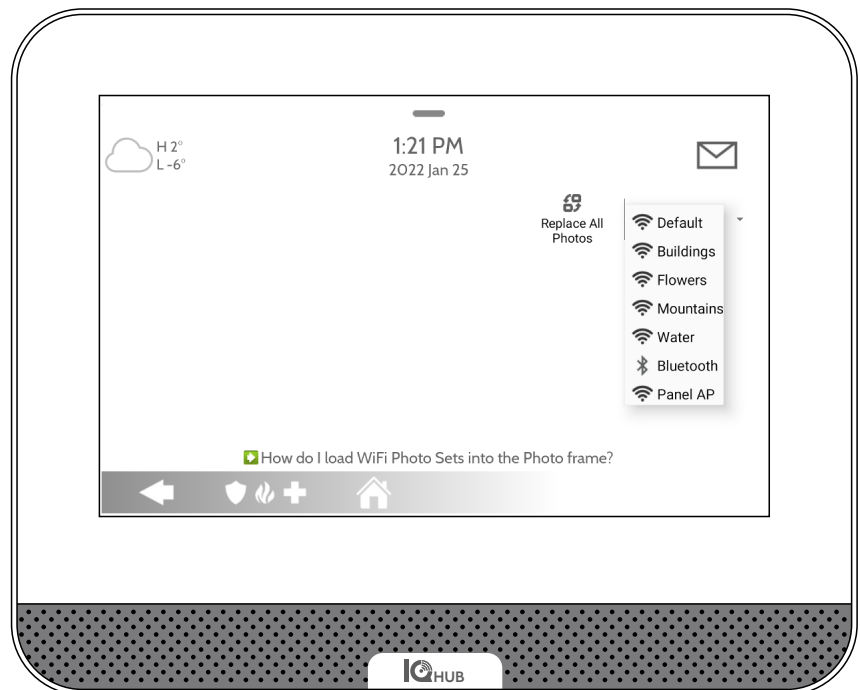 H 2°
L -6°
1:21 PM
2022 Jan 25
Replace All
Photos
Default
Buildings
Flowers
Mountains
Water
Bluetooth
Panel AP
How do I load WiFi Photo Sets into the Photo frame?
IQ HUB